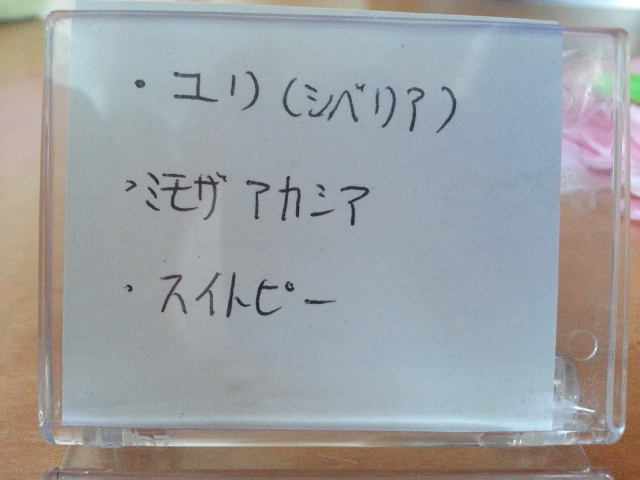 ・ユリ（シベリア）
・ミモザアカシア
・スイトピー